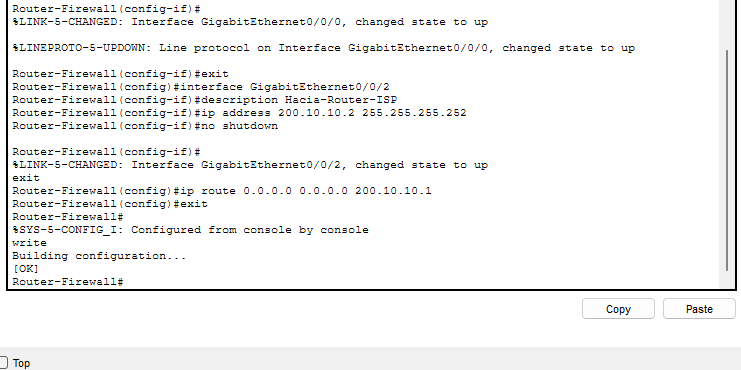 Router-Firewall(config-if)#
%LINK-5-CHANGED: Interface GigabitEthernet0/0/0, changed state to up
%LINEPROTO-5-UPDOWN: Line protocol on Interface GigabitEthernet0/0/0, changed state to up
Router-Firewall(config-if)#exit
Router-Firewall(config)#interface GigabitEthernet0/0/2
Router-Firewall(config-if)#description Hacia-Router-ISP
Router-Firewall(config-if)#ip address 200.10.10.2 255.255.255.252
Router-Firewall(config-if)#no shutdown
Router-Firewall(config-if)#
%LINK-5-CHANGED: Interface GigabitEthernet0/0/2, changed state to up
exit
Router-Firewall(config)#ip route 0.0.0.0 0.0.0.0 200.10.10.1
Router-Firewall(config)#exit
Router-Firewall#
%SYS-5-CONFIG_I: Configured from console by console
write
Building configuration...
[OK]
Router-Firewall#
Copy Paste
Top